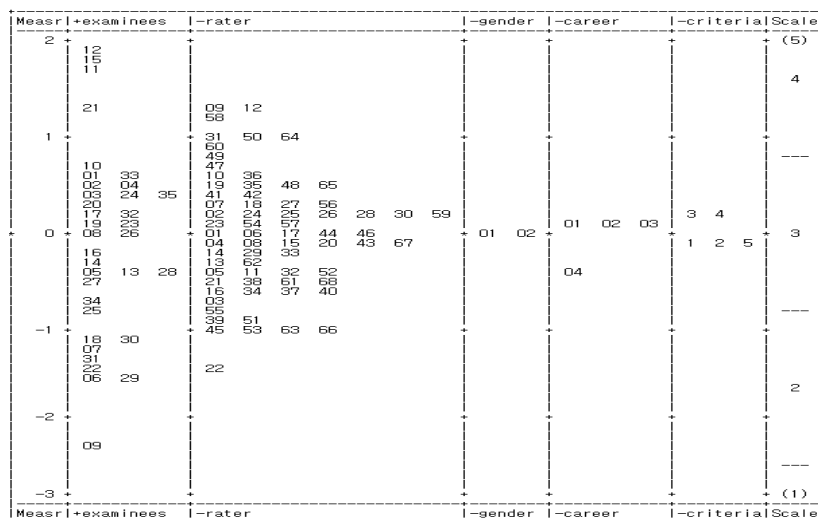 Measr|+examinees |-rater |-gender |-career |-criteria|Scale
2 + + + + + + (5)
12
15
11
4
21 09 12
58
1 + + 31 50 64 + + + +
60
49 ---
10 47
01 33 10 36
02 04 19 35 48 65
03 24 35 41 42
20 07 18 27 56
17 32 02 24 25 26 28 30 59 3 4
19 23 23 54 57 01 02 03
* 0 * 08 26 * 01 06 17 44 46 * 01 02 * * * 3 *
04 08 15 20 43 67 1 2 5
16 14 29 33
14 13 62
05 13 28 05 11 32 52 04
27 21 38 61 68
16 34 37 40
34 03
25 55 ---
39 51
-1 + + 45 53 63 66 + + + +
18 30
07
31
22 22
06 29
2
-2 + + + + + +
09
---
-3 + + + + + + (1)
Measr|+examinees |-rater |-gender |-career |-criteria|Scale